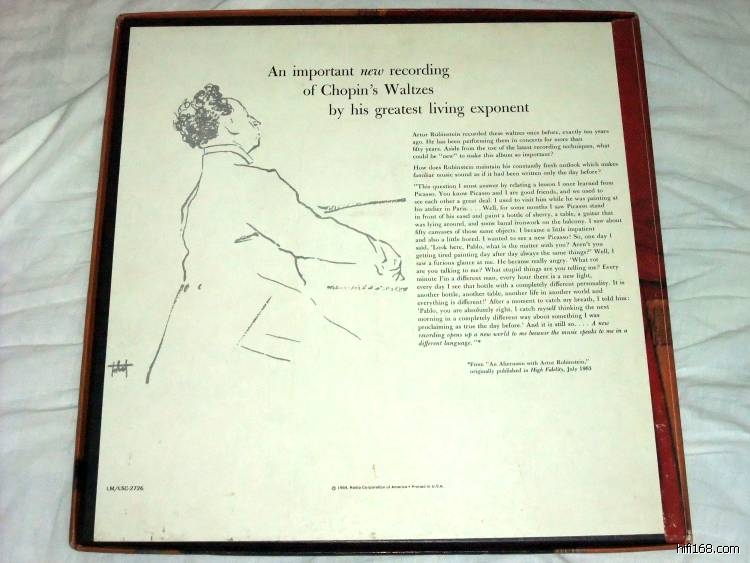 An important new recording
of Chopin's Waltzes
by his greatest living exponent
Artur Rubinstein recorded these waltzes once before, exactly ten years
ago. He has been performing them in concerts for more than
fifty years. Aside from the use of the latest recording techniques, what
could be "new" to make this album so important?
How does Rubinstein maintain his constantly fresh outlook which makes
familiar music sound as if it had been written only the day before?
"This question I must answer by relating a lesson I once learned from
Picasso. You know Picasso and I are good friends, and we used to
see each other a great deal. I used to visit him while he was painting at
his atelier in Paris. . . . Well, for some months I saw Picasso stand
in front of his easel and paint a bottle of sherry, a table, a guitar that
was lying around, and some banal ironwork on the balcony. I saw about
fifty canvases of those same objects. I became a little impatient
and also a little bored. I wanted to see a new Picasso! So, one day I
said, 'Look here, Pablo, what is the matter with you? Aren't you
getting tired painting day after day always the same things?' Well, I
saw a furious glance at me. He became really angry. 'What rot
are you talking to me? What stupid things are you telling me? Every
minute I'm a different man, every hour there is a new light,
every day I see that bottle with a completely different personality. It is
another bottle, another table, another life in another world and
everything is different!' After a moment to catch my breath, I told him:
'Pablo, you are absolutely right. I catch myself thinking the next
morning in a completely different way about something I was
proclaiming as true the day before.' And it is still so. . . . A new
recording opens up a new world to me because the music speaks to me in a
different language."*
*From "An Afternoon with Artur Rubinstein,"
originally published in High Fidelity, July 1963
LM/LSC-2726
© 1964, Radio Corporation of America • Printed in U.S.A.
hifi168.com